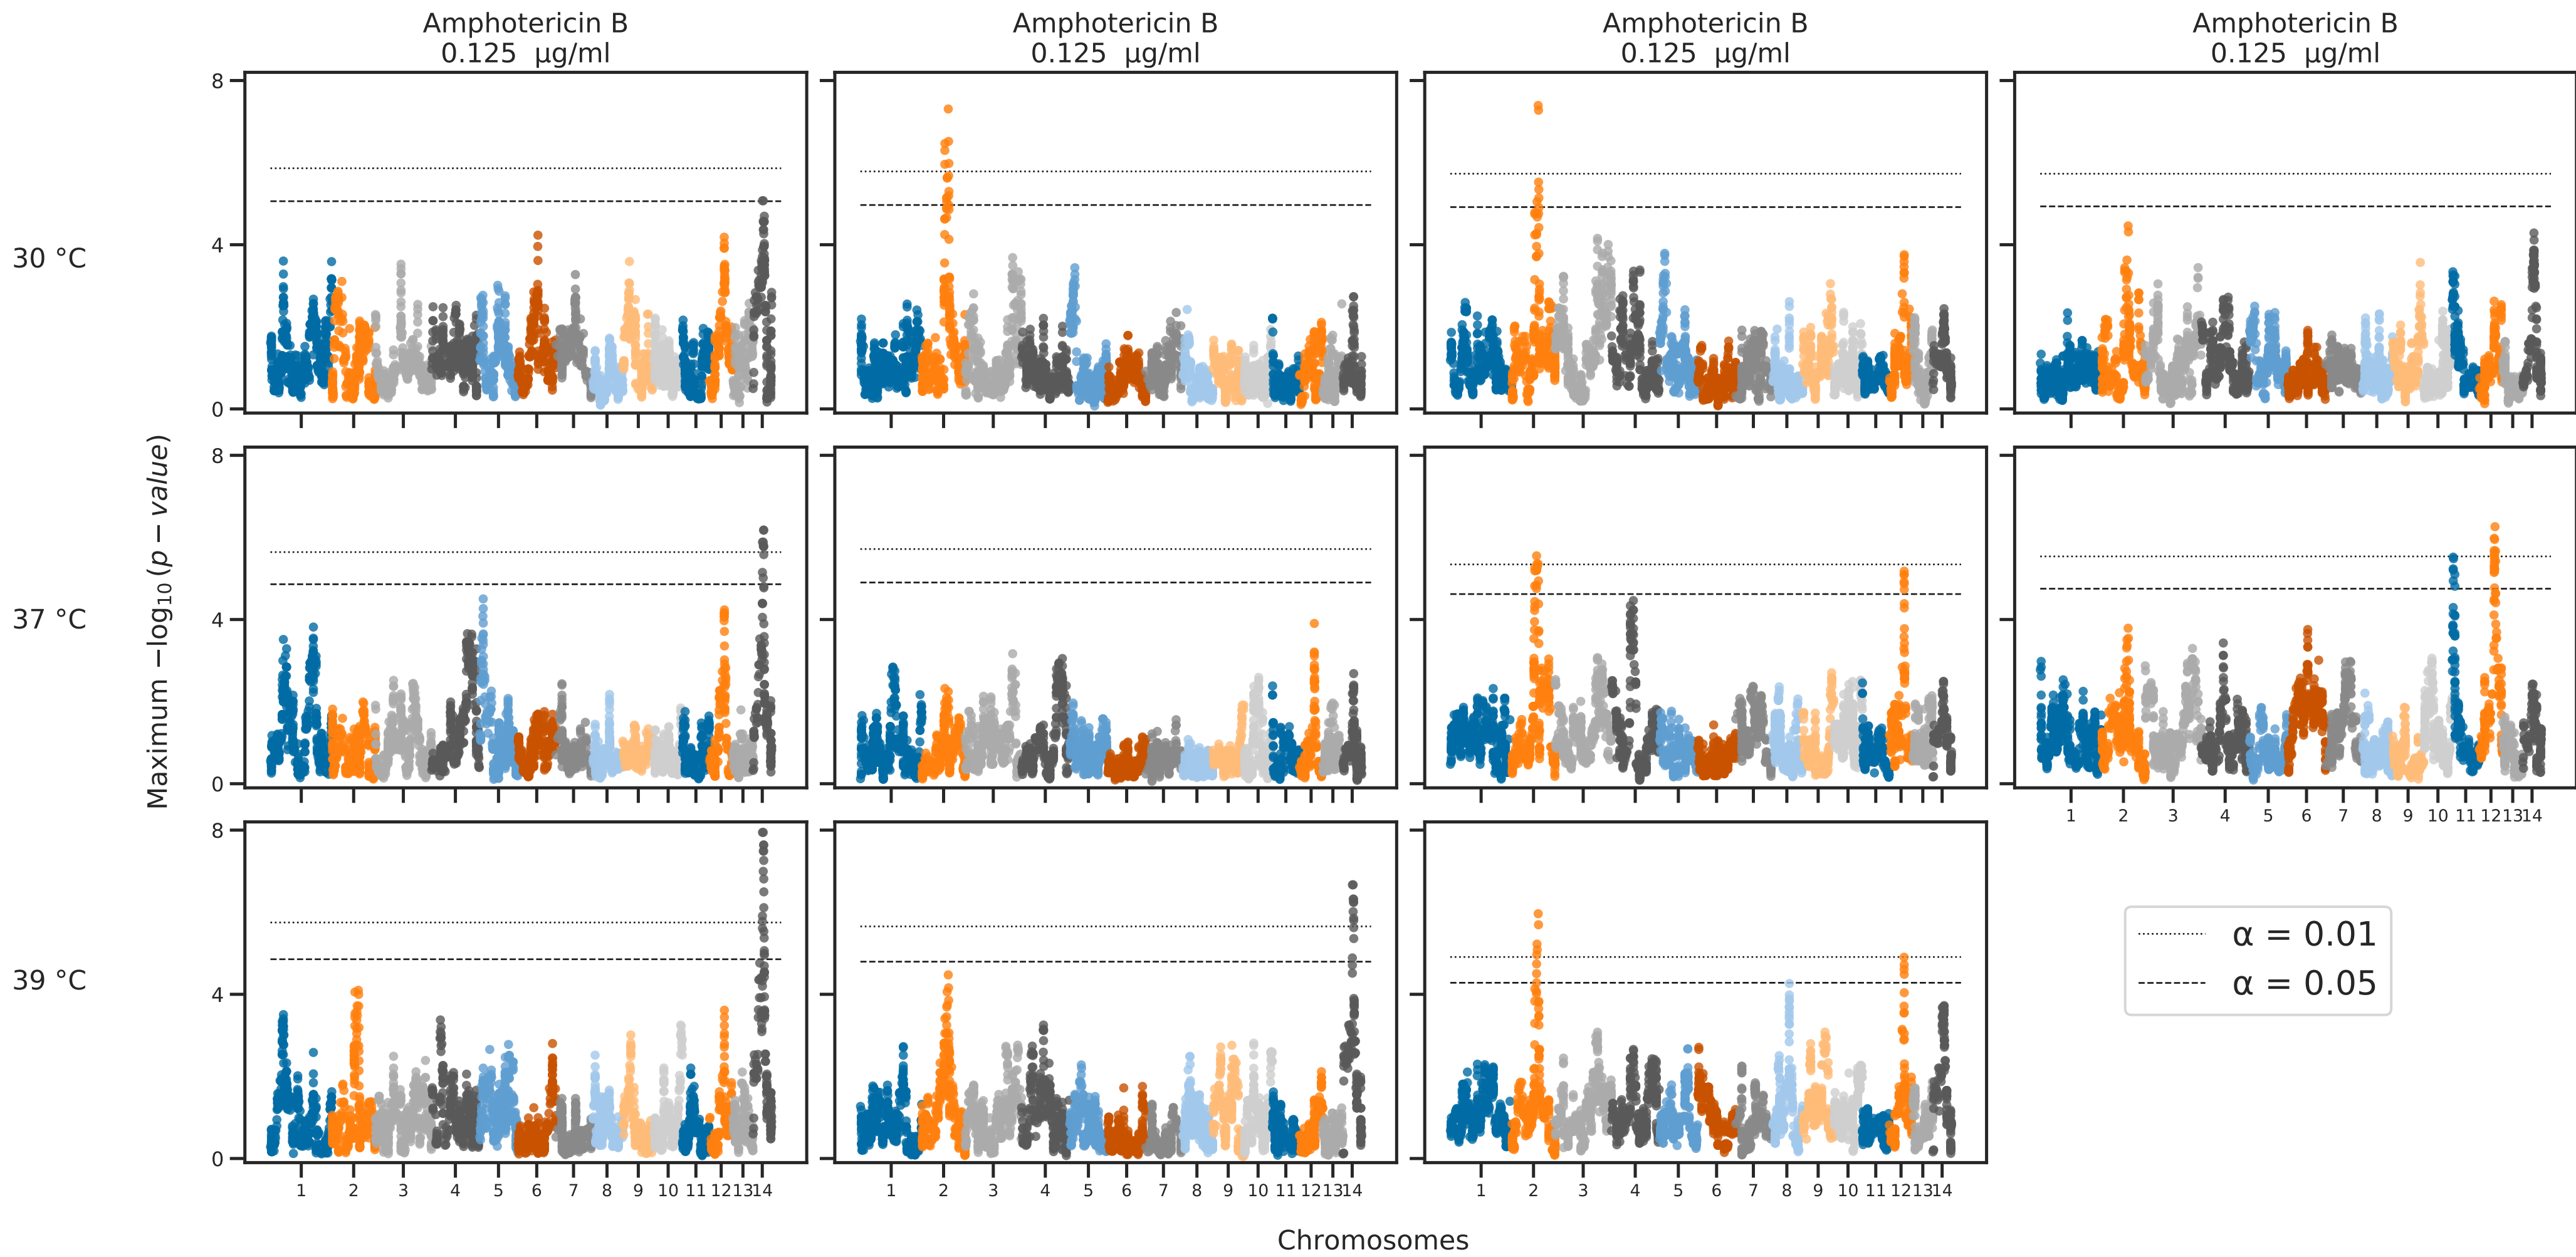 Amphotericin B
0.125 µg/ml
Amphotericin B
0.125 µg/ml
Amphotericin B
0.125 µg/ml
Amphotericin B
0.125 µg/ml
30 °C
8
4
0
37 °C
8
4
0
1 2 3 4 5 6 7 8 9 10 11 12 13 14
39 °C
8
4
0
1 2 3 4 5 6 7 8 9 10 11 12 13 14
1 2 3 4 5 6 7 8 9 10 11 12 13 14
1 2 3 4 5 6 7 8 9 10 11 12 13 14
Maximum −log10 (p − value)
α = 0.01
α = 0.05
Chromosomes